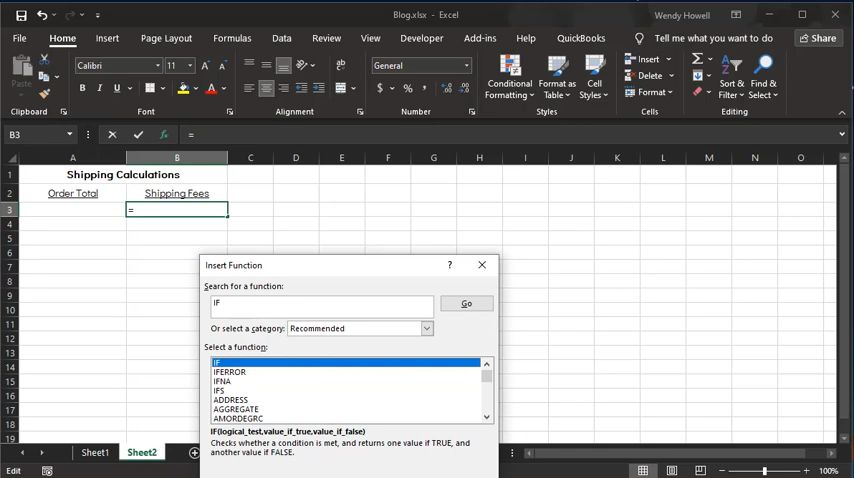 Blog.xlsx - Excel
Wendy Howell
File Home Insert Page Layout Formulas Data Review View Developer Add-ins Help QuickBooks Tell me what you want to do Share
Paste
Calibri 11
B I U A
ab
General
$ % ,
Conditional Formatting
Format as Table
Cell Styles
Insert
Delete
Format
Sort & Filter
Find & Select
Clipboard Font Alignment Number Styles Cells Editing
B3 fx =
A B C D E F G H I J K L M N O
1 Shipping Calculations
2 Order Total Shipping Fees
3 =
4
5
6
7
8
9
10
11
12
13
14
15
16
17
18
19
Insert Function ? X
Search for a function:
IF
Go
Or select a category: Recommended
Select a function:
IF
IFERROR
IFNA
IFS
ADDRESS
AGGREGATE
AMORDEGRC
IF(logical_test,value_if_true,value_if_false)
Checks whether a condition is met, and returns one value if TRUE, and
another value if FALSE.
Sheet1 Sheet2
Edit
100%